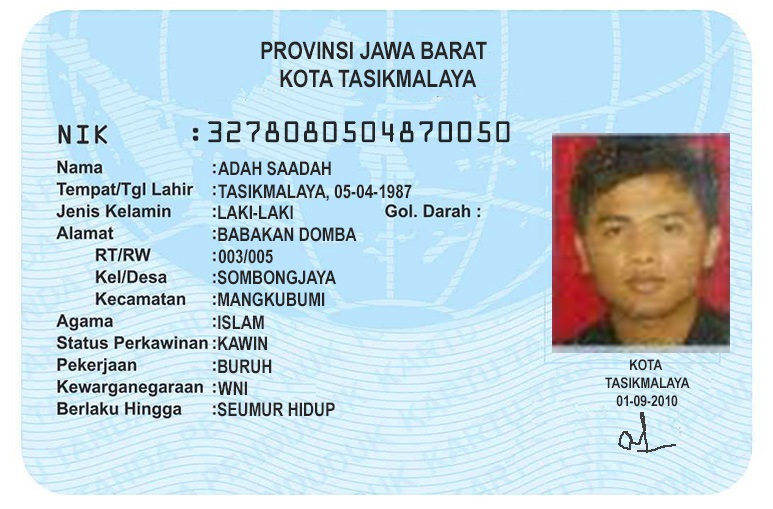 PROVINSI JAWA BARAT
KOTA TASIKMALAYA
NIK :3278080504870050
Nama :ADAH SAADAH
Tempat/Tgl Lahir :TASIKMALAYA, 05-04-1987
Jenis Kelamin :LAKI-LAKI Gol. Darah :
Alamat :BABAKAN DOMBA
RT/RW :003/005
Kel/Desa :SOMBONGJAYA
Kecamatan :MANGKUBUMI
Agama :ISLAM
Status Perkawinan :KAWIN
Pekerjaan :BURUH
Kewarganegaraan :WNI
Berlaku Hingga :SEUMUR HIDUP
KOTA
TASIKMALAYA
01-09-2010